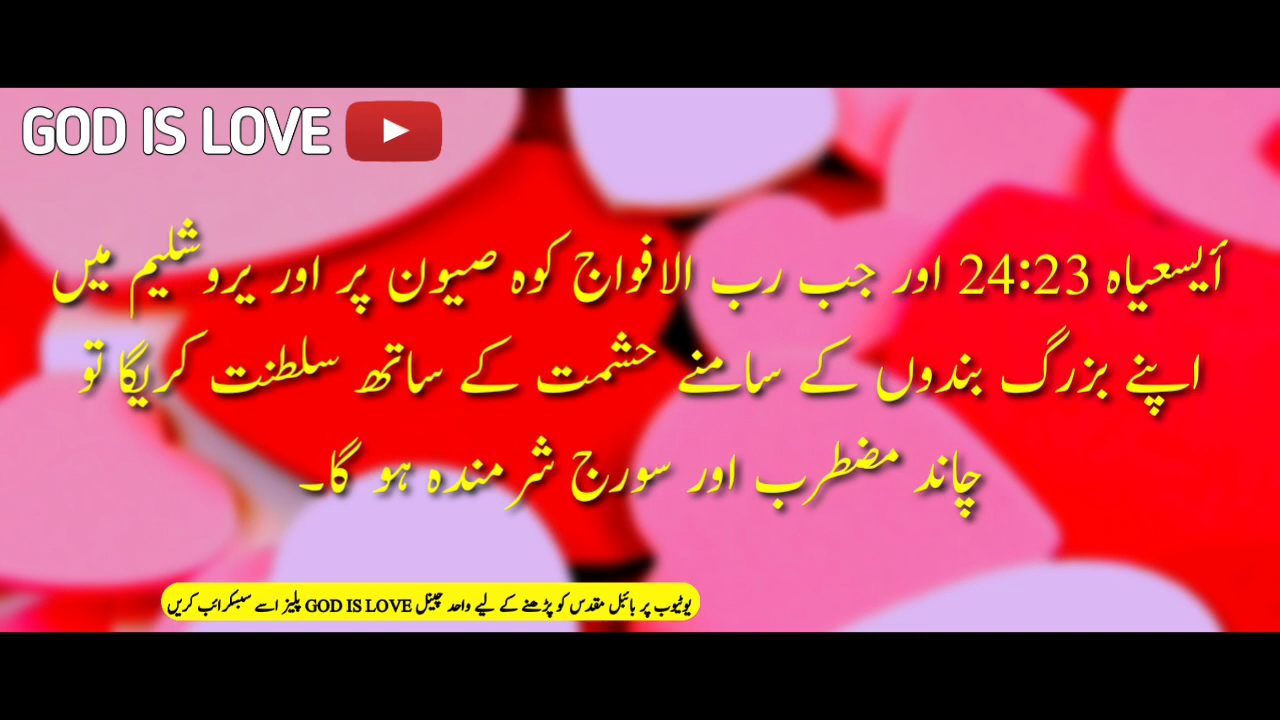 GOD IS LOVE
أیسعیاہ 24:23 اور جب رب الافواج کوہ صیون پر اور یروشلیم میں
اپنے بزرگ بندوں کے سامنے حشمت کے ساتھ سلطنت کریگا تو
چاند مضطرب اور سورج شرمندہ ہو گا۔
یوٹیوب پر بائبل مقدس کو پڑھنے کے لیے واحد چینل GOD IS LOVE پلیز اسے سبسکرائب کریں